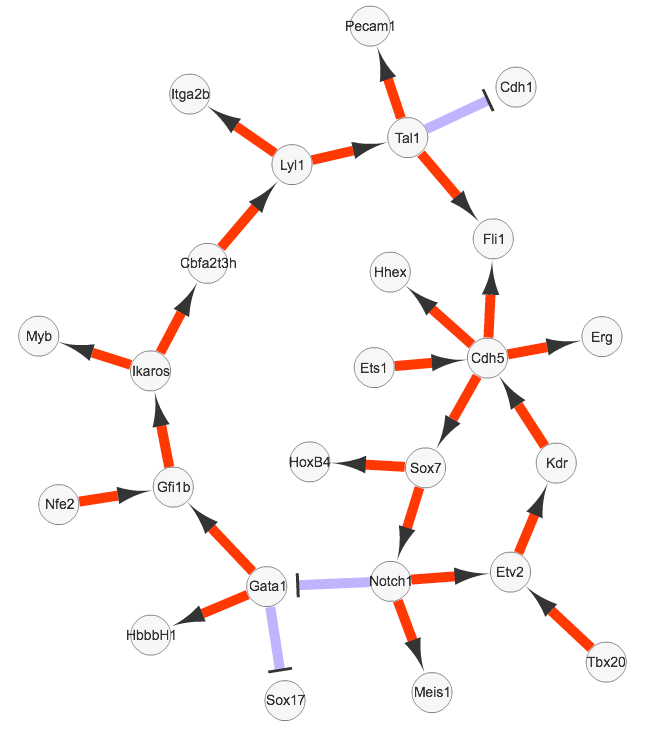 Pecam1
Cdh1
Itga2b
Tal1
Lyl1
Fli1
Cbfa2t3h
Hhex
Myb
Erg
Cdh5
Ets1
Ikaros
HoxB4
Sox7
Kdr
Gfi1b
Nfe2
Etv2
Notch1
Gata1
HbbbH1
Tbx20
Meis1
Sox17